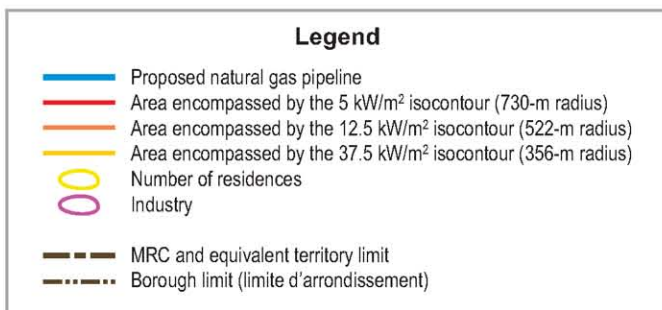 Legend
Proposed natural gas pipeline
Area encompassed by the 5 kW/m² isocontour (730-m radius)
Area encompassed by the 12.5 kW/m² isocontour (522-m radius)
Area encompassed by the 37.5 kW/m² isocontour (356-m radius)
Number of residences
Industry
MRC and equivalent territory limit
Borough limit (limite d'arrondissement)